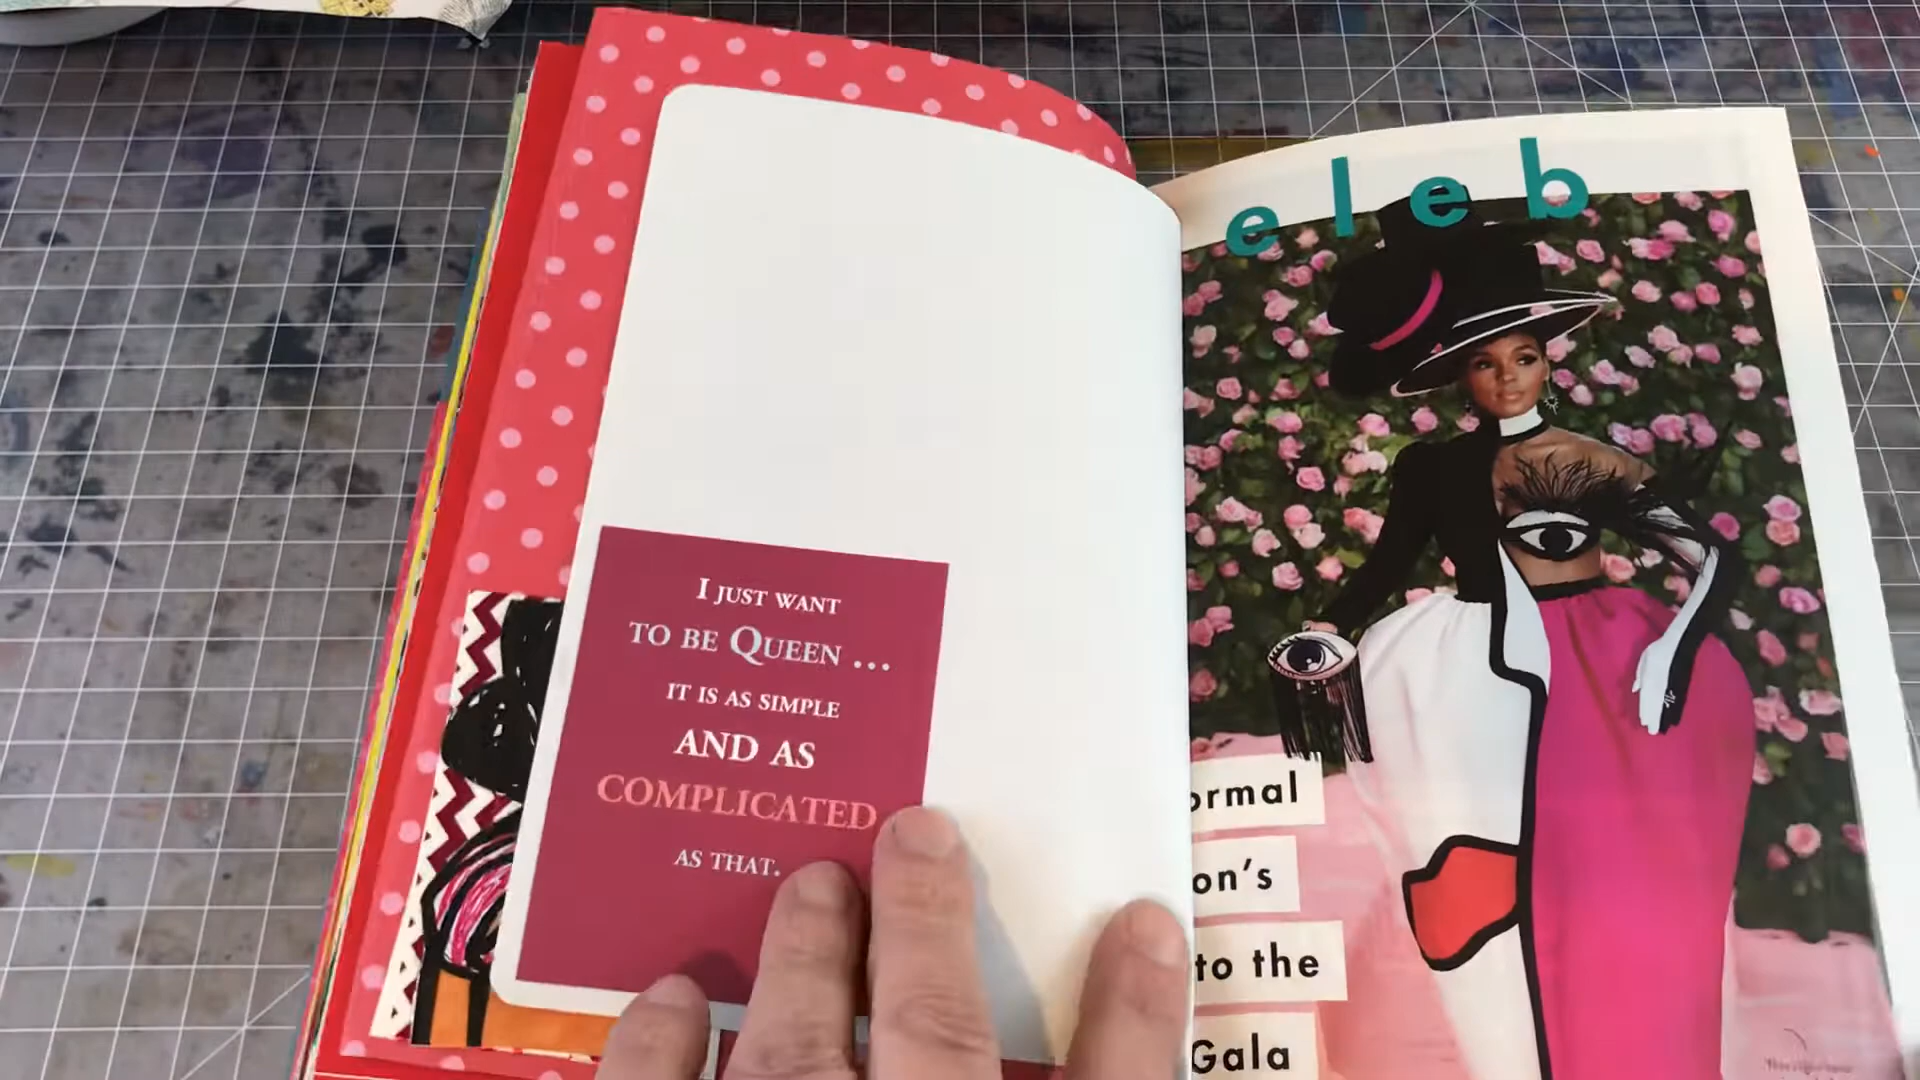 I JUST WANT
TO BE QUEEN ...
IT IS AS SIMPLE
AND AS
COMPLICATED
AS THAT.
eleb
ormal
on's
to the
Gala